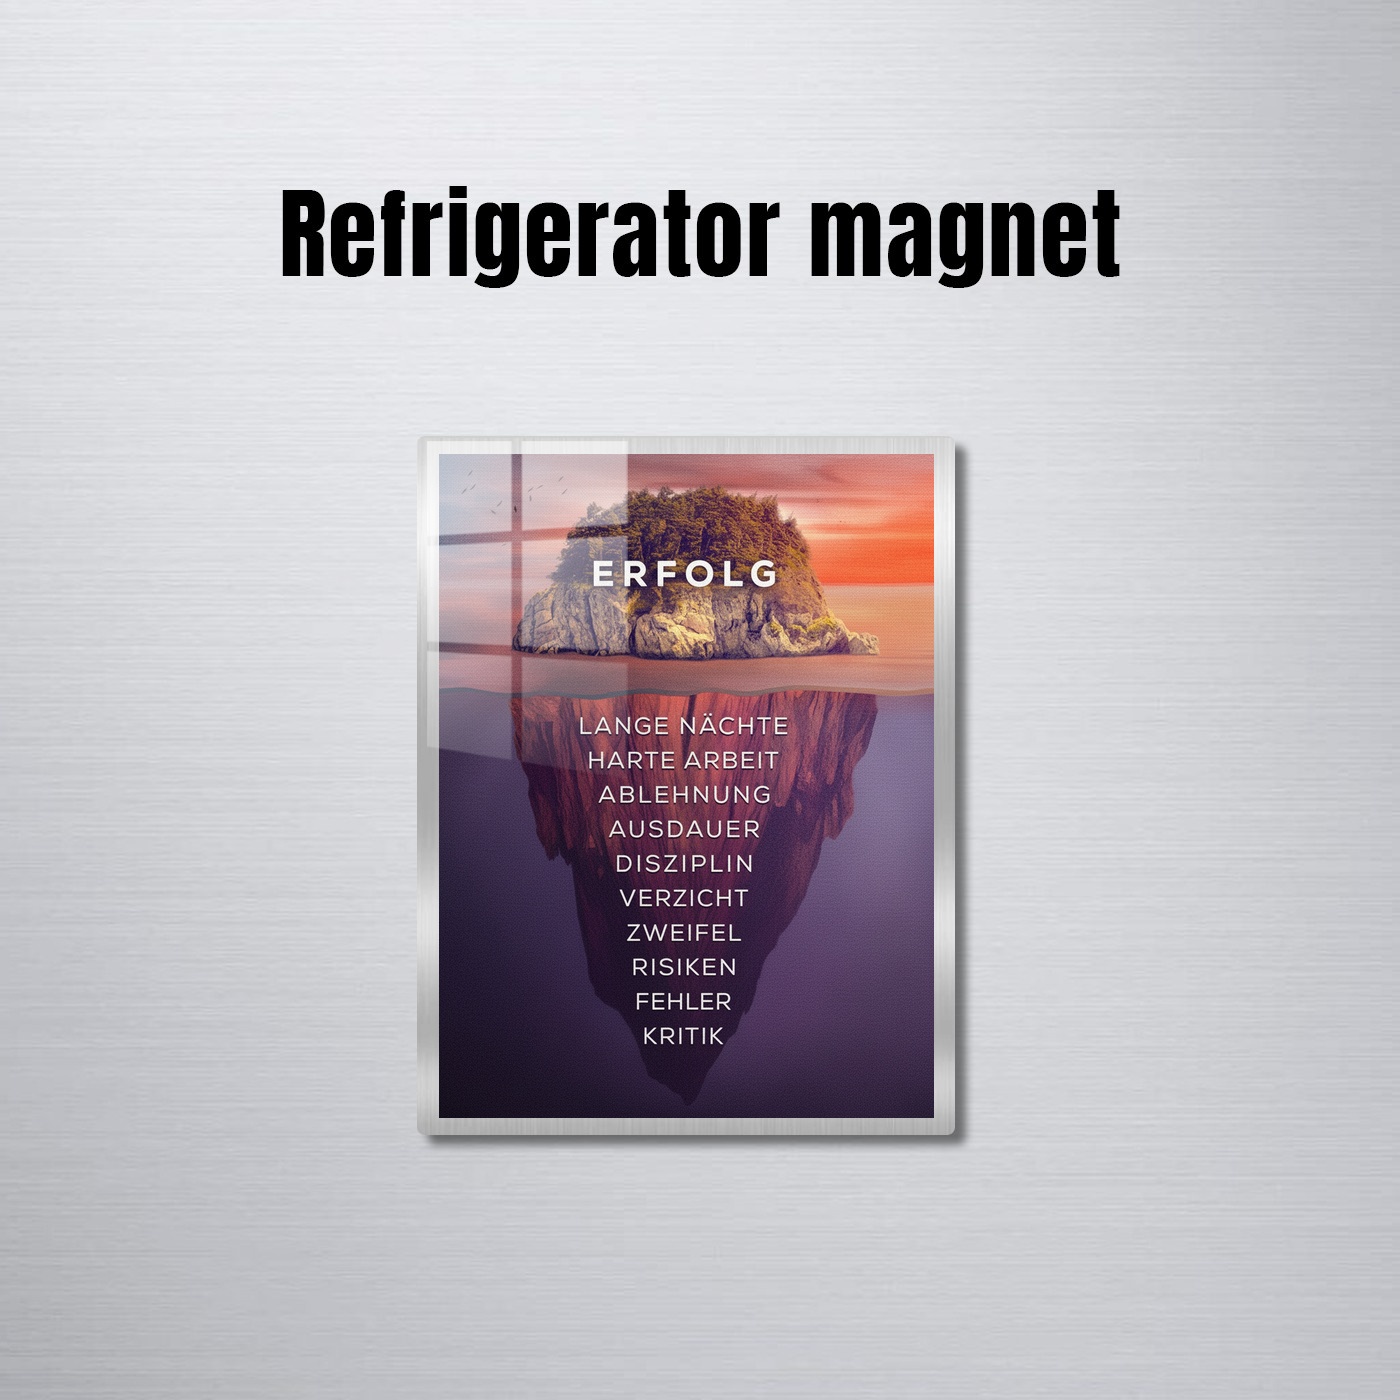 Refrigerator magnet
ERFOLG
LANGE NÄCHTE
HARTE ARBEIT
ABLEHNUNG
AUSDAUER
DISZIPLIN
VERZICHT
ZWEIFEL
RISIKEN
FEHLER
KRITIK